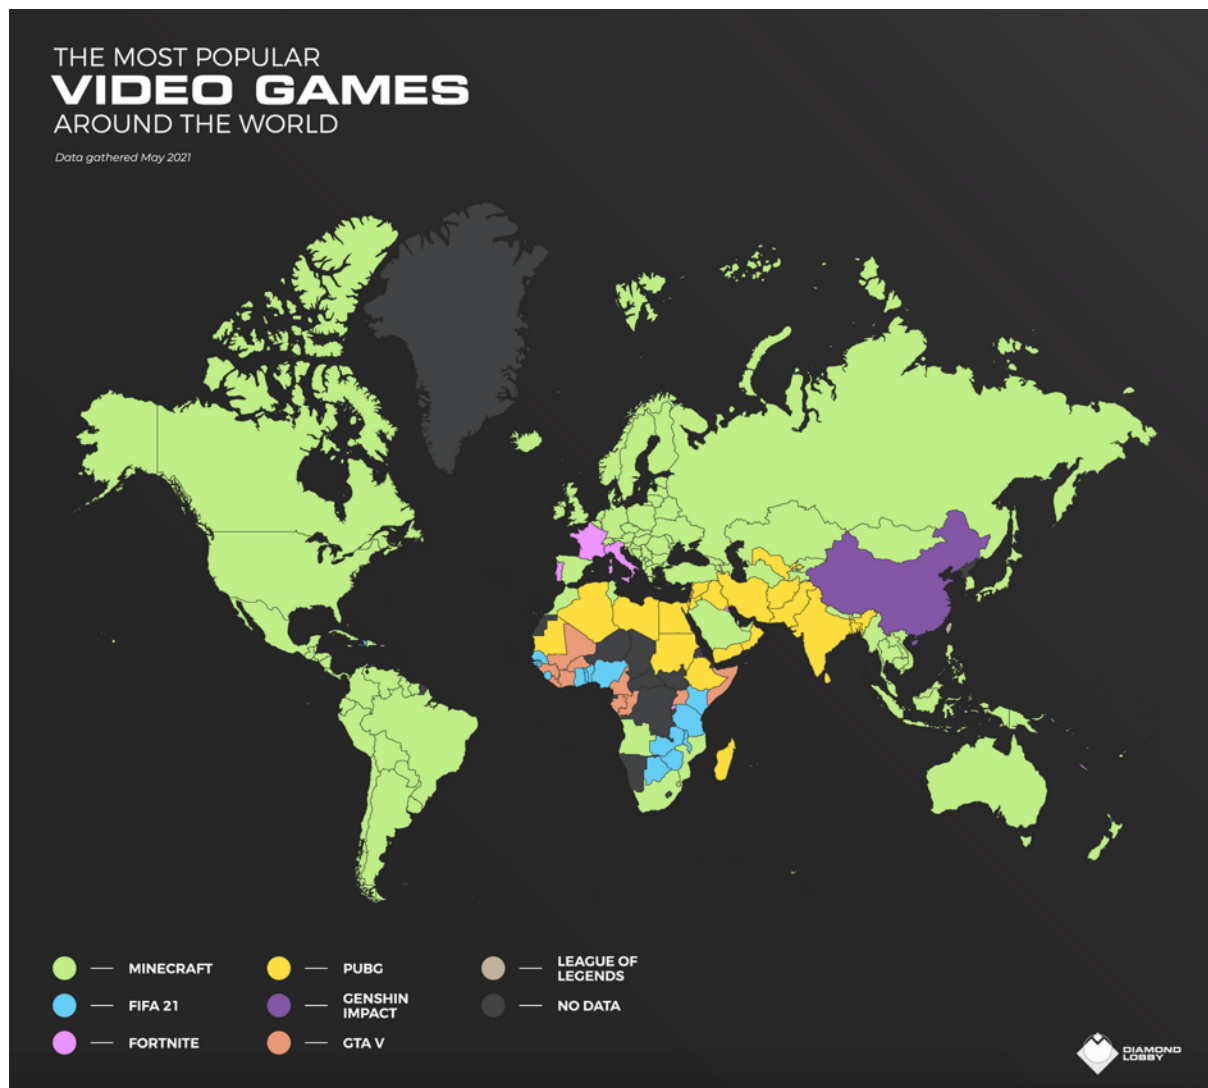 THE MOST POPULAR
VIDEO GAMES
AROUND THE WORLD
Data gathered May 2021
MINECRAFT
FIFA 21
FORTNITE
PUBG
GENSHIN
IMPACT
GTA V
LEAGUE OF
LEGENDS
NO DATA
DIAMOND
LOBBY